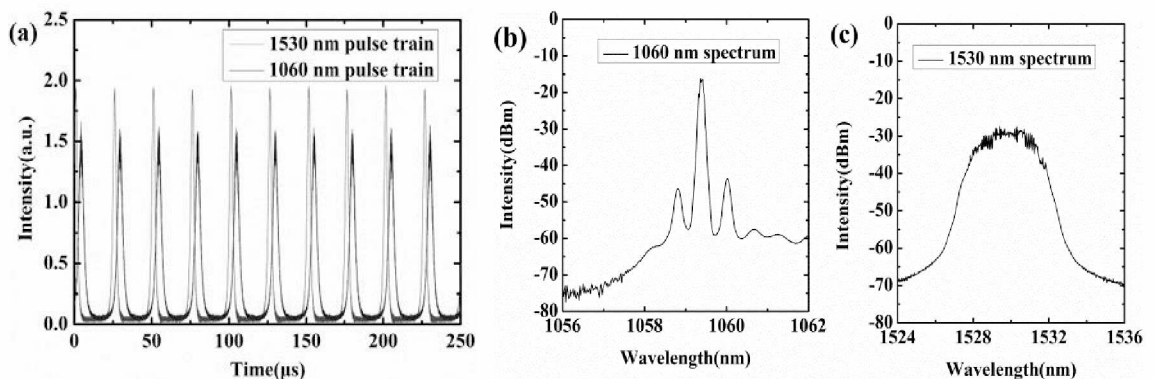 (a)
1530 nm pulse train
1060 nm pulse train
Intensity(a.u.)
2.5
2.0
1.5
1.0
0.5
0.0
0 50 100 150 200 250
Time(μs)
(b)
1060 nm spectrum
Intensity(dBm)
0
-10
-20
-30
-40
-50
-60
-70
-80
1056 1058 1060 1062
Wavelength(nm)
(c)
1530 nm spectrum
Intensity(dBm)
0
-10
-20
-30
-40
-50
-60
-70
-80
1524 1528 1532 1536
Wavelength(nm)